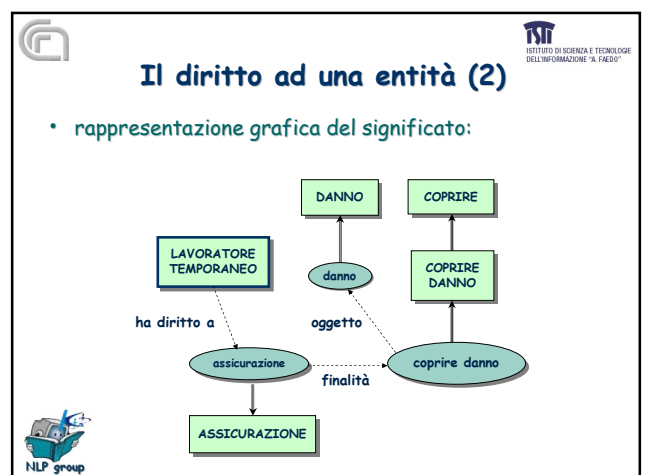 ISTITUTO DI SCIENZA E TECNOLOGIE
DELL'INFORMAZIONE "A. FAEDO"
Il diritto ad una entità (2)
• rappresentazione grafica del significato:
DANNO
COPRIRE
LAVORATORE
TEMPORANEO
danno
COPRIRE
DANNO
ha diritto a
oggetto
assicurazione
coprire danno
finalità
ASSICURAZIONE
NLP group